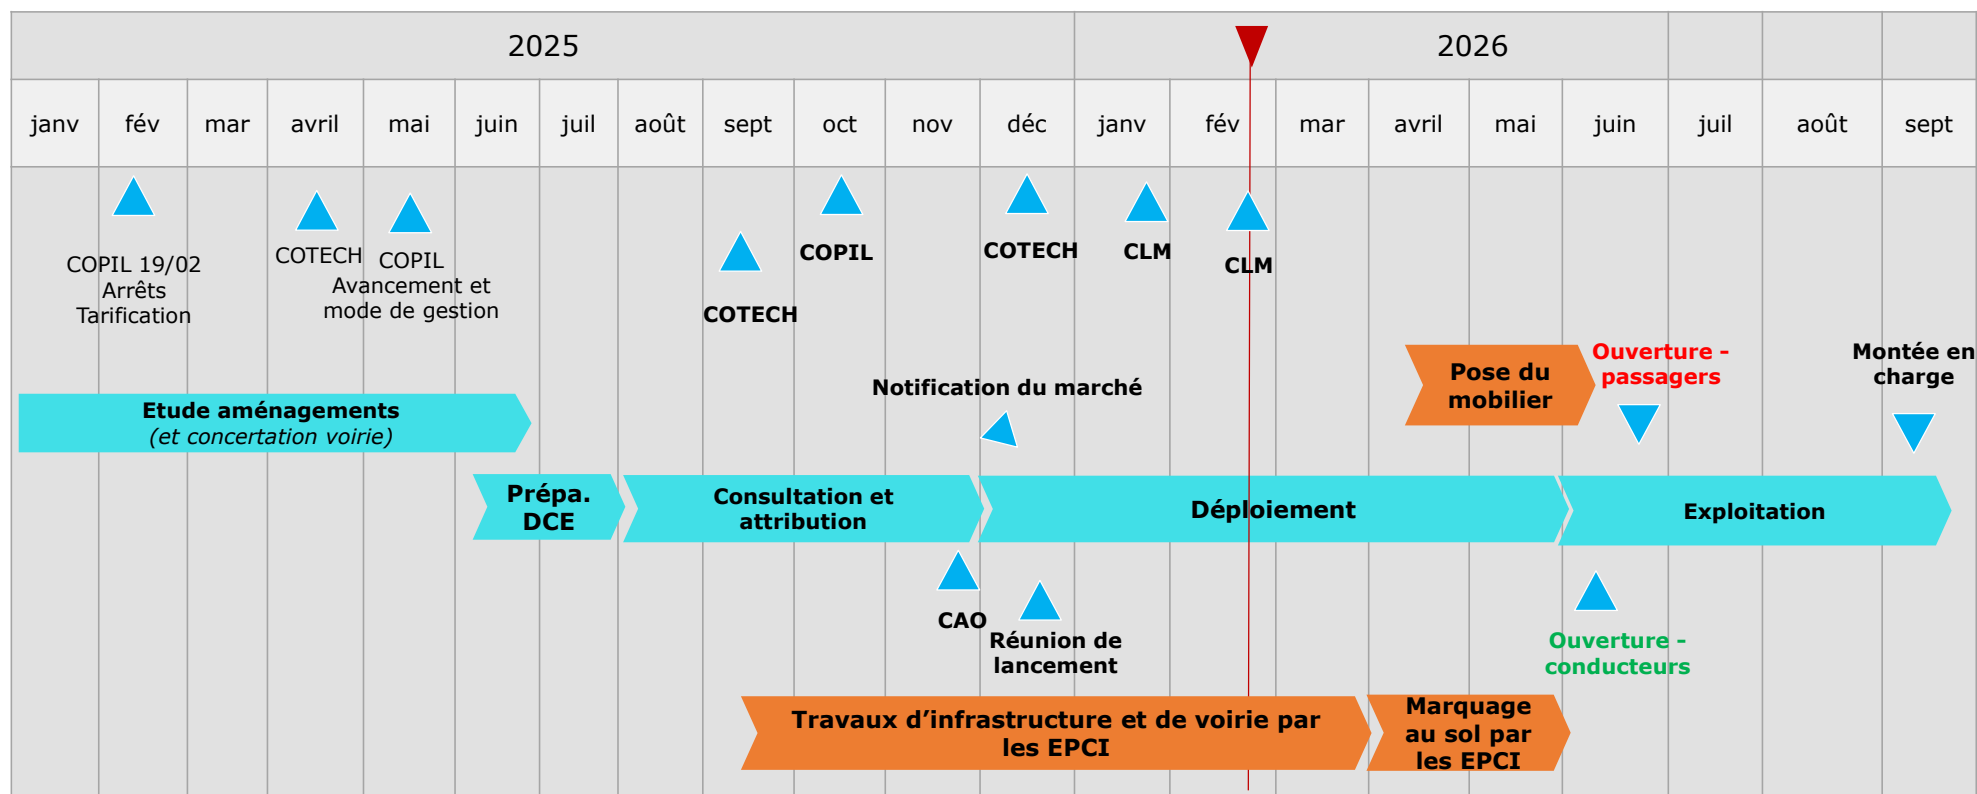 2025
2026
janv
fév
mar
avril
mai
juin
juil
août
sept
oct
nov
déc
janv
fév
mar
avril
mai
juin
juil
août
sept
COPIL 19/02
Arrêts
Tarification
COTECH
COPIL
Avancement et
mode de gestion
COTECH
COPIL
COTECH
CLM
CLM
Notification du marché
Pose du
mobilier
Ouverture -
passagers
Montée en
charge
Etude aménagements
(et concertation voirie)
Prépa.
DCE
Consultation et
attribution
Déploiement
Exploitation
CAO
Réunion de
lancement
Ouverture -
conducteurs
Travaux d’infrastructure et de voirie par
les EPCI
Marquage
au sol par
les EPCI